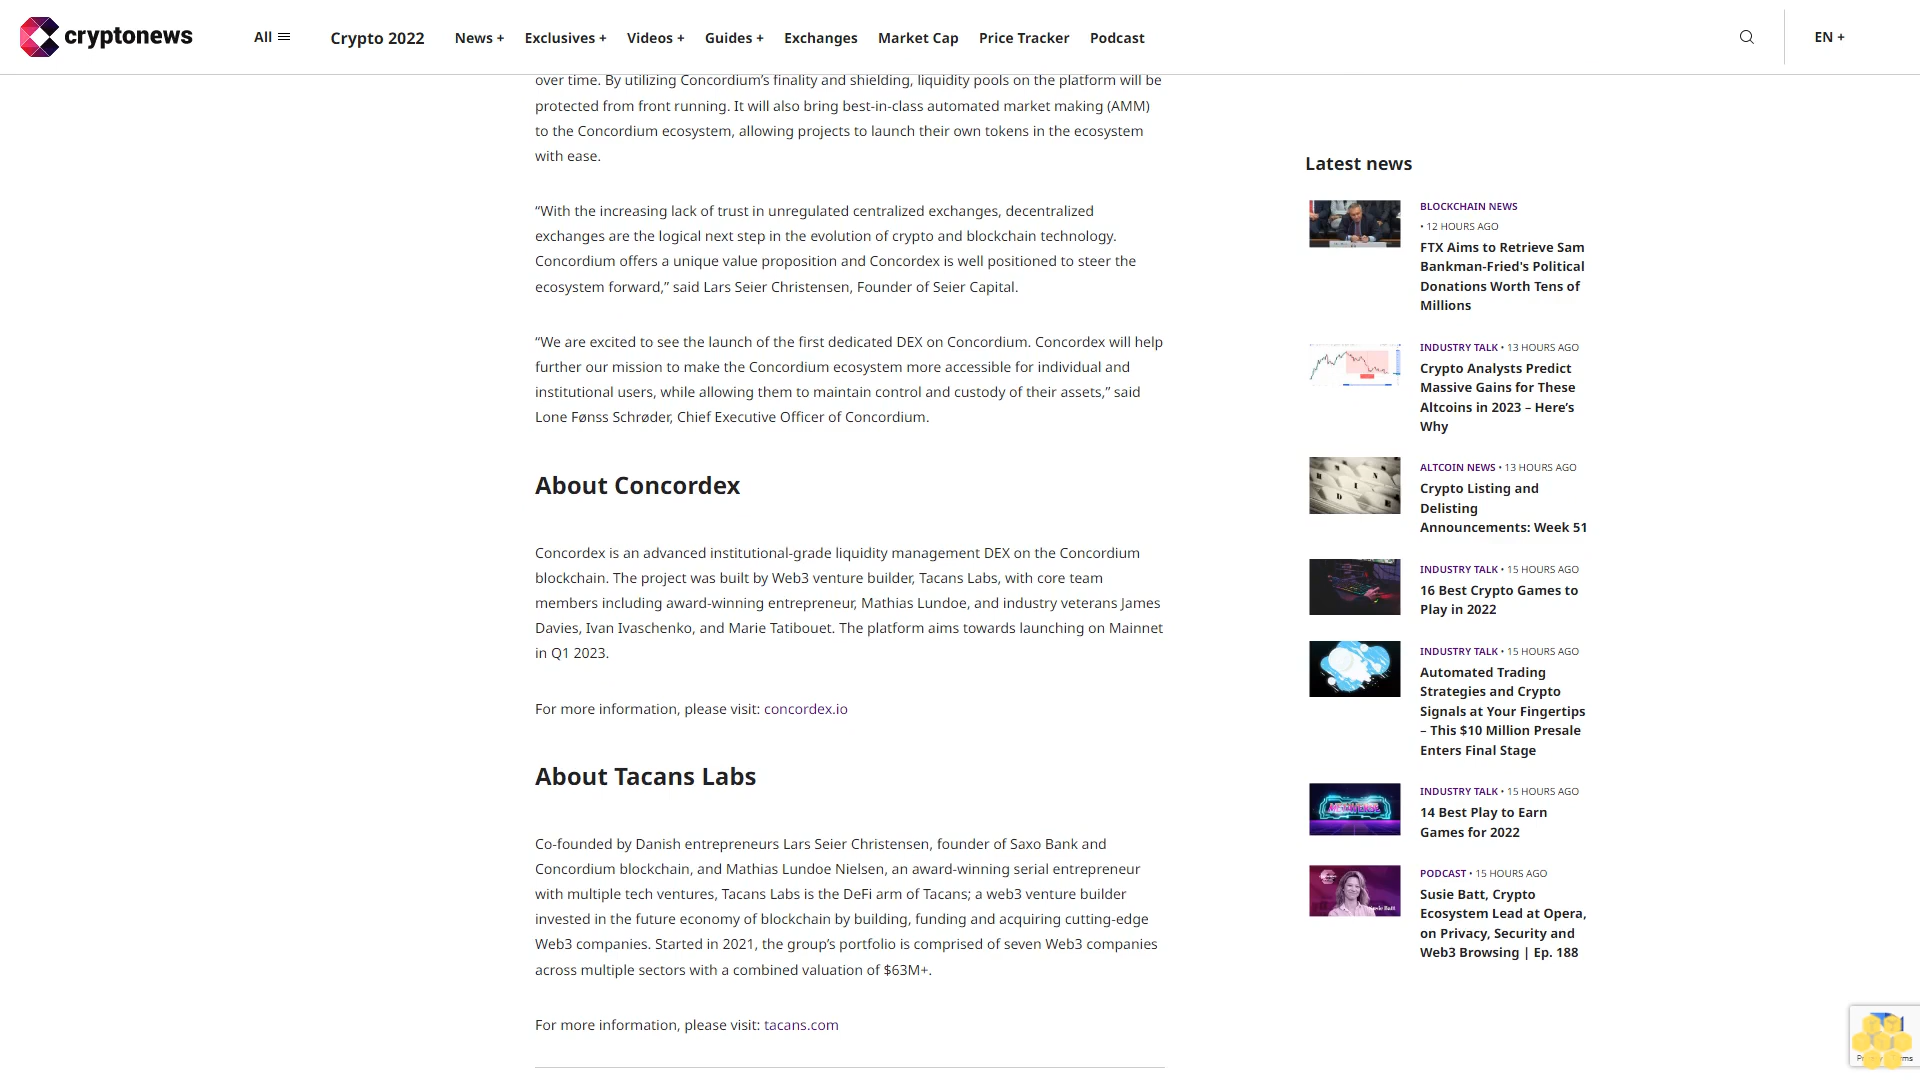 cryptonews
All
Crypto 2022
News +
Exclusives +
Videos +
Guides +
Exchanges
Market Cap
Price Tracker
Podcast
EN +
over time. By utilizing Concordium’s finality and shielding, liquidity pools on the platform will be
protected from front running. It will also bring best-in-class automated market making (AMM)
to the Concordium ecosystem, allowing projects to launch their own tokens in the ecosystem
with ease.
“With the increasing lack of trust in unregulated centralized exchanges, decentralized
exchanges are the logical next step in the evolution of crypto and blockchain technology.
Concordium offers a unique value proposition and Concordex is well positioned to steer the
ecosystem forward,” said Lars Seier Christensen, Founder of Seier Capital.
“We are excited to see the launch of the first dedicated DEX on Concordium. Concordex will help
further our mission to make the Concordium ecosystem more accessible for individual and
institutional users, while allowing them to maintain control and custody of their assets,” said
Lone Fønss Schrøder, Chief Executive Officer of Concordium.
About Concordex
Concordex is an advanced institutional-grade liquidity management DEX on the Concordium
blockchain. The project was built by Web3 venture builder, Tacans Labs, with core team
members including award-winning entrepreneur, Mathias Lundoe, and industry veterans James
Davies, Ivan Ivaschenko, and Marie Tatibouet. The platform aims towards launching on Mainnet
in Q1 2023.
For more information, please visit: concordex.io
About Tacans Labs
Co-founded by Danish entrepreneurs Lars Seier Christensen, founder of Saxo Bank and
Concordium blockchain, and Mathias Lundoe Nielsen, an award-winning serial entrepreneur
with multiple tech ventures, Tacans Labs is the DeFi arm of Tacans; a web3 venture builder
invested in the future economy of blockchain by building, funding and acquiring cutting-edge
Web3 companies. Started in 2021, the group’s portfolio is comprised of seven Web3 companies
across multiple sectors with a combined valuation of $63M+.
For more information, please visit: tacans.com
Latest news
BLOCKCHAIN NEWS
• 12 HOURS AGO
FTX Aims to Retrieve Sam
Bankman-Fried's Political
Donations Worth Tens of
Millions
INDUSTRY TALK • 13 HOURS AGO
Crypto Analysts Predict
Massive Gains for These
Altcoins in 2023 – Here’s
Why
ALTCOIN NEWS • 13 HOURS AGO
Crypto Listing and
Delisting
Announcements: Week 51
INDUSTRY TALK • 15 HOURS AGO
16 Best Crypto Games to
Play in 2022
INDUSTRY TALK • 15 HOURS AGO
Automated Trading
Strategies and Crypto
Signals at Your Fingertips
– This $10 Million Presale
Enters Final Stage
INDUSTRY TALK • 15 HOURS AGO
14 Best Play to Earn
Games for 2022
PODCAST • 15 HOURS AGO
Susie Batt, Crypto
Ecosystem Lead at Opera,
on Privacy, Security and
Web3 Browsing | Ep. 188